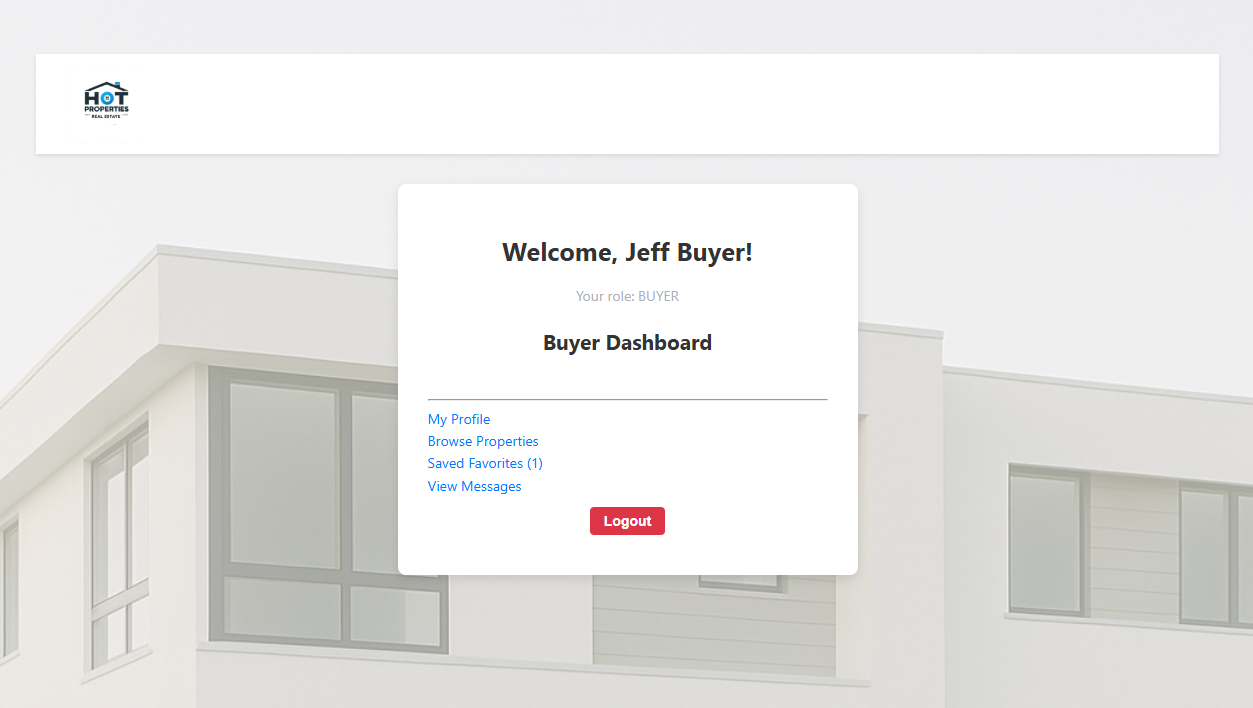 HOT
PROPERTIES
REAL ESTATE
Welcome, Jeff Buyer!
Your role: BUYER
Buyer Dashboard
My Profile
Browse Properties
Saved Favorites (1)
View Messages
Logout